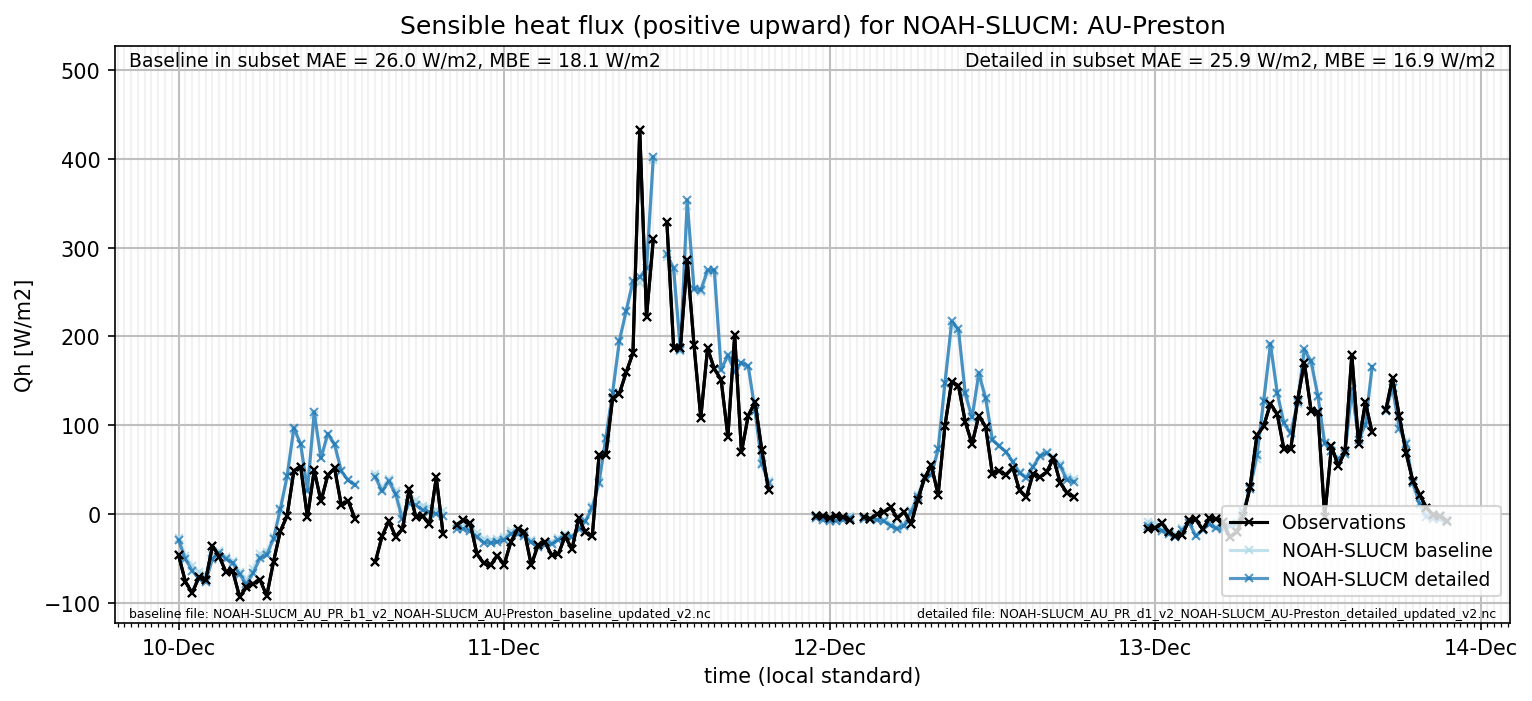 Sensible heat flux (positive upward) for NOAH-SLUCM: AU-Preston
Baseline in subset MAE = 26.0 W/m2, MBE = 18.1 W/m2
Detailed in subset MAE = 25.9 W/m2, MBE = 16.9 W/m2
Qh [W/m2]
500
400
300
200
100
0
−100
Observations
NOAH-SLUCM baseline
NOAH-SLUCM detailed
baseline file: NOAH-SLUCM_AU_PR_b1_v2_NOAH-SLUCM_AU-Preston_baseline_updated_v2.nc
detailed file: NOAH-SLUCM_AU_PR_d1_v2_NOAH-SLUCM_AU-Preston_detailed_updated_v2.nc
10-Dec
11-Dec
12-Dec
13-Dec
14-Dec
time (local standard)